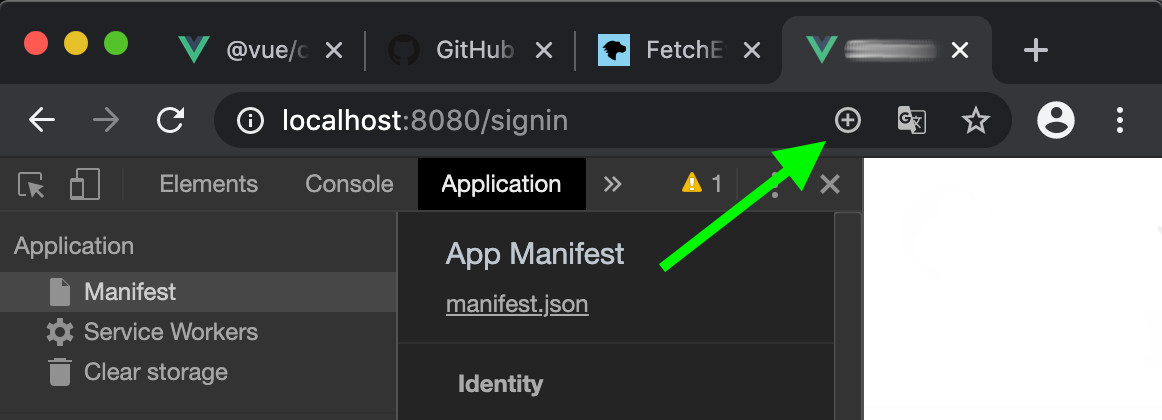 @vue/c GitHub FetchE
localhost:8080/signin
Elements Console Application 1
Application
App Manifest
Manifest
manifest.json
Service Workers
Clear storage
Identity